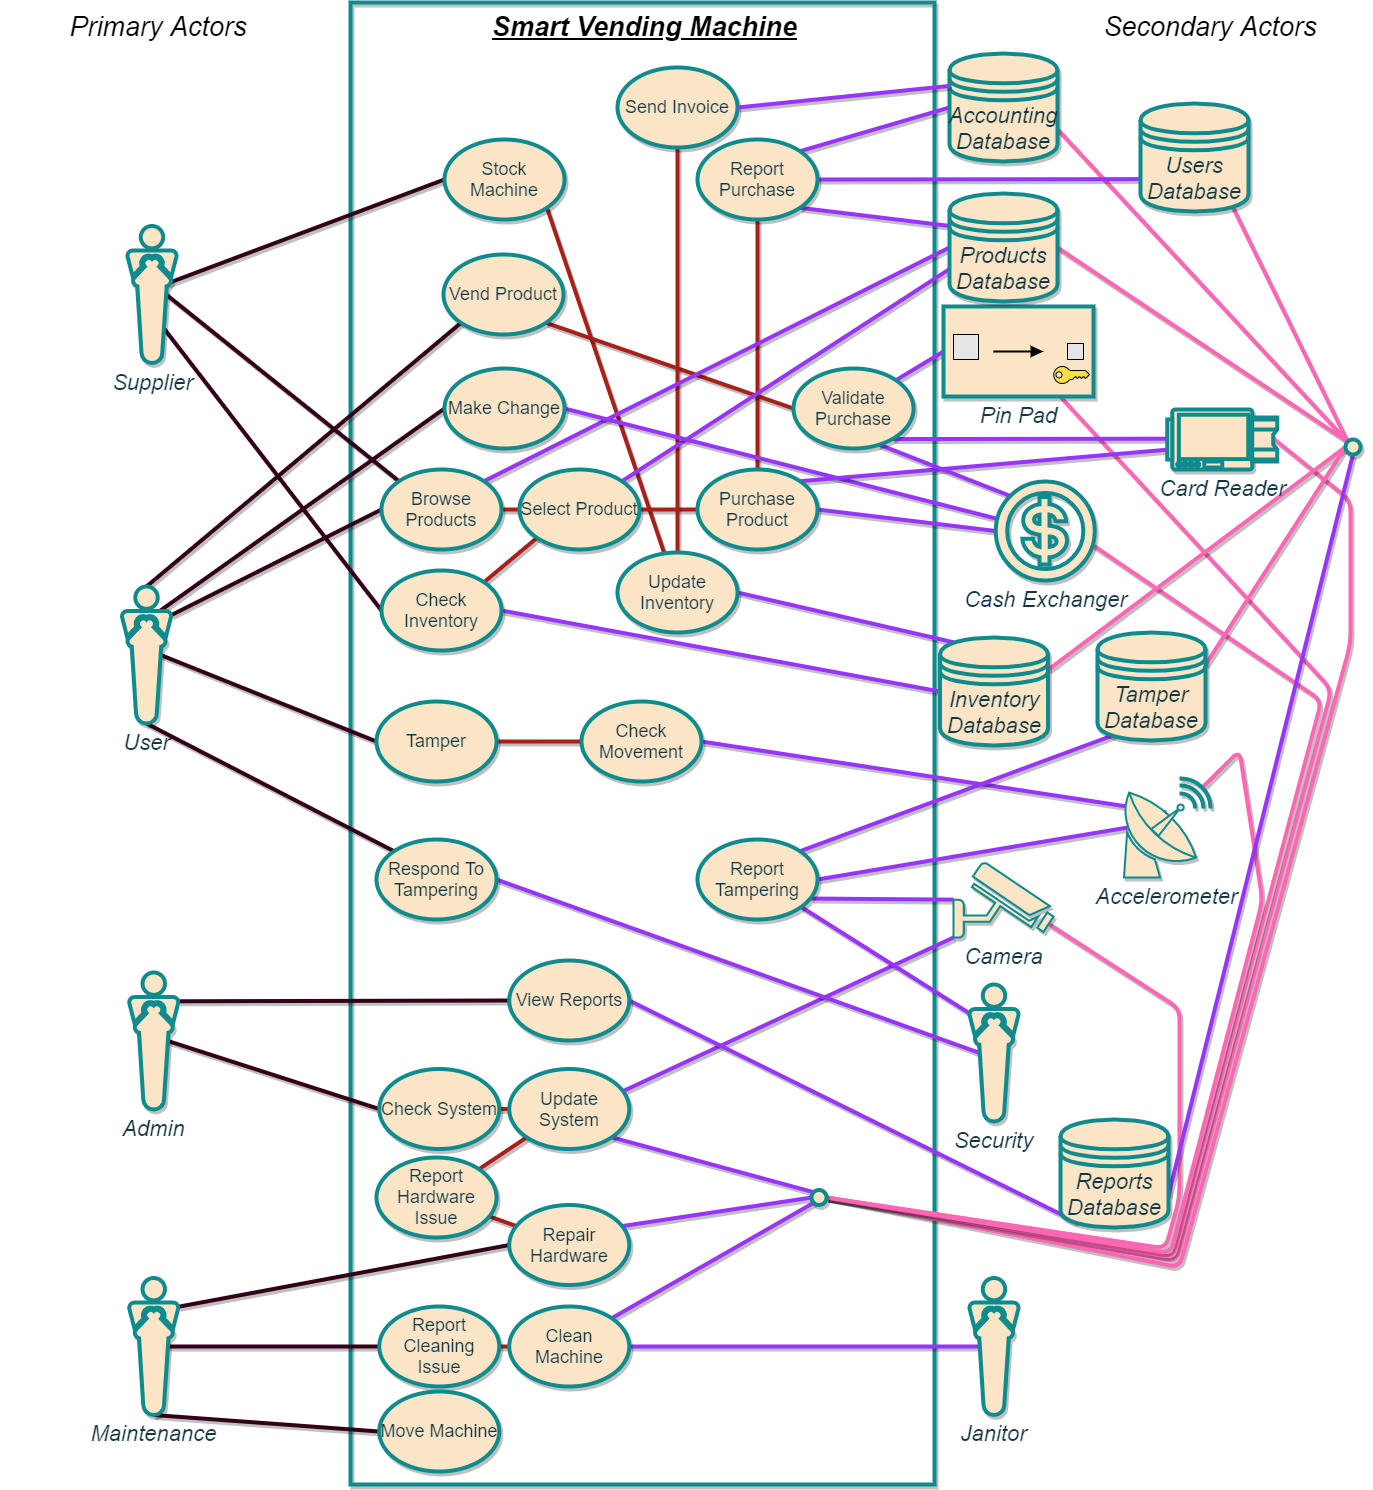 Primary Actors
Smart Vending Machine
Secondary Actors
Send Invoice
Accounting
Database
Stock
Machine
Report
Purchase
Users
Database
Products
Database
Vend Product
Supplier
Make Change
Validate
Purchase
Pin Pad
Card Reader
Browse
Products
Select Product
Purchase
Product
Cash Exchanger
Check
Inventory
Update
Inventory
Inventory
Database
Tamper
Database
User
Tamper
Check
Movement
Respond To
Tampering
Report
Tampering
Accelerometer
Camera
View Reports
Admin
Check System
Update
System
Security
Report
Hardware
Issue
Reports
Database
Repair
Hardware
Report
Cleaning
Issue
Clean
Machine
Maintenance
Move Machine
Janitor